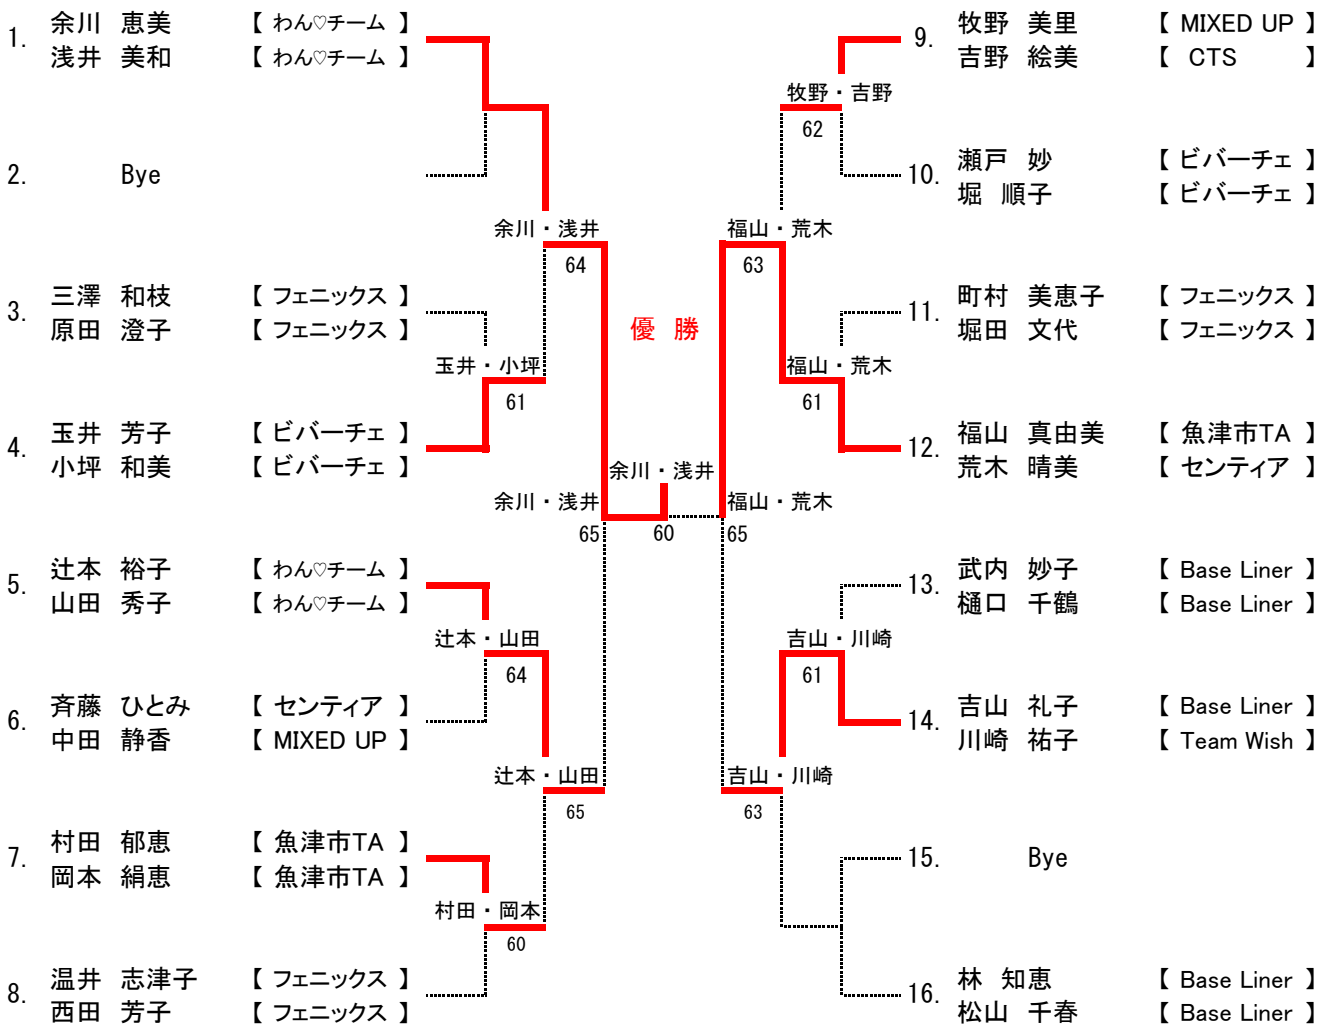 1. 余川 恵美 【 わん♡チーム 】
浅井 美和 【 わん♡チーム 】
2. Bye
3. 三澤 和枝 【 フェニックス 】
原田 澄子 【 フェニックス 】
4. 玉井 芳子 【 ビバーチェ 】
小坪 和美 【 ビバーチェ 】
5. 辻本 裕子 【 わん♡チーム 】
山田 秀子 【 わん♡チーム 】
6. 斉藤 ひとみ 【 センティア 】
中田 静香 【 MIXED UP 】
7. 村田 郁恵 【 魚津市TA 】
岡本 絹恵 【 魚津市TA 】
8. 温井 志津子 【 フェニックス 】
西田 芳子 【 フェニックス 】
余川・浅井
64
玉井・小坪
61
余川・浅井
65
辻本・山田
64
辻本・山田
65
村田・岡本
60
優 勝
余川・浅井
60
牧野・吉野
62
福山・荒木
63
福山・荒木
61
福山・荒木
65
吉山・川崎
61
吉山・川崎
63
9. 牧野 美里 【 MIXED UP 】
吉野 絵美 【 CTS 】
10. 瀬戸 妙 【 ビバーチェ 】
堀 順子 【 ビバーチェ 】
11. 町村 美恵子 【 フェニックス 】
堀田 文代 【 フェニックス 】
12. 福山 真由美 【 魚津市TA 】
荒木 晴美 【 センティア 】
13. 武内 妙子 【 Base Liner 】
樋口 千鶴 【 Base Liner 】
14. 吉山 礼子 【 Base Liner 】
川崎 祐子 【 Team Wish 】
15. Bye
16. 林 知恵 【 Base Liner 】
松山 千春 【 Base Liner 】